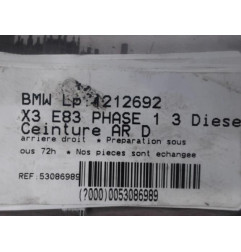 BMW Lp:1212692
X3 E83 PHASE 1 3 Diese
Ceinture AR D
arriere droit * Preparation sous
ous 72h * Nos pieces sont echangee
REF:53086989
(7000)0053086989